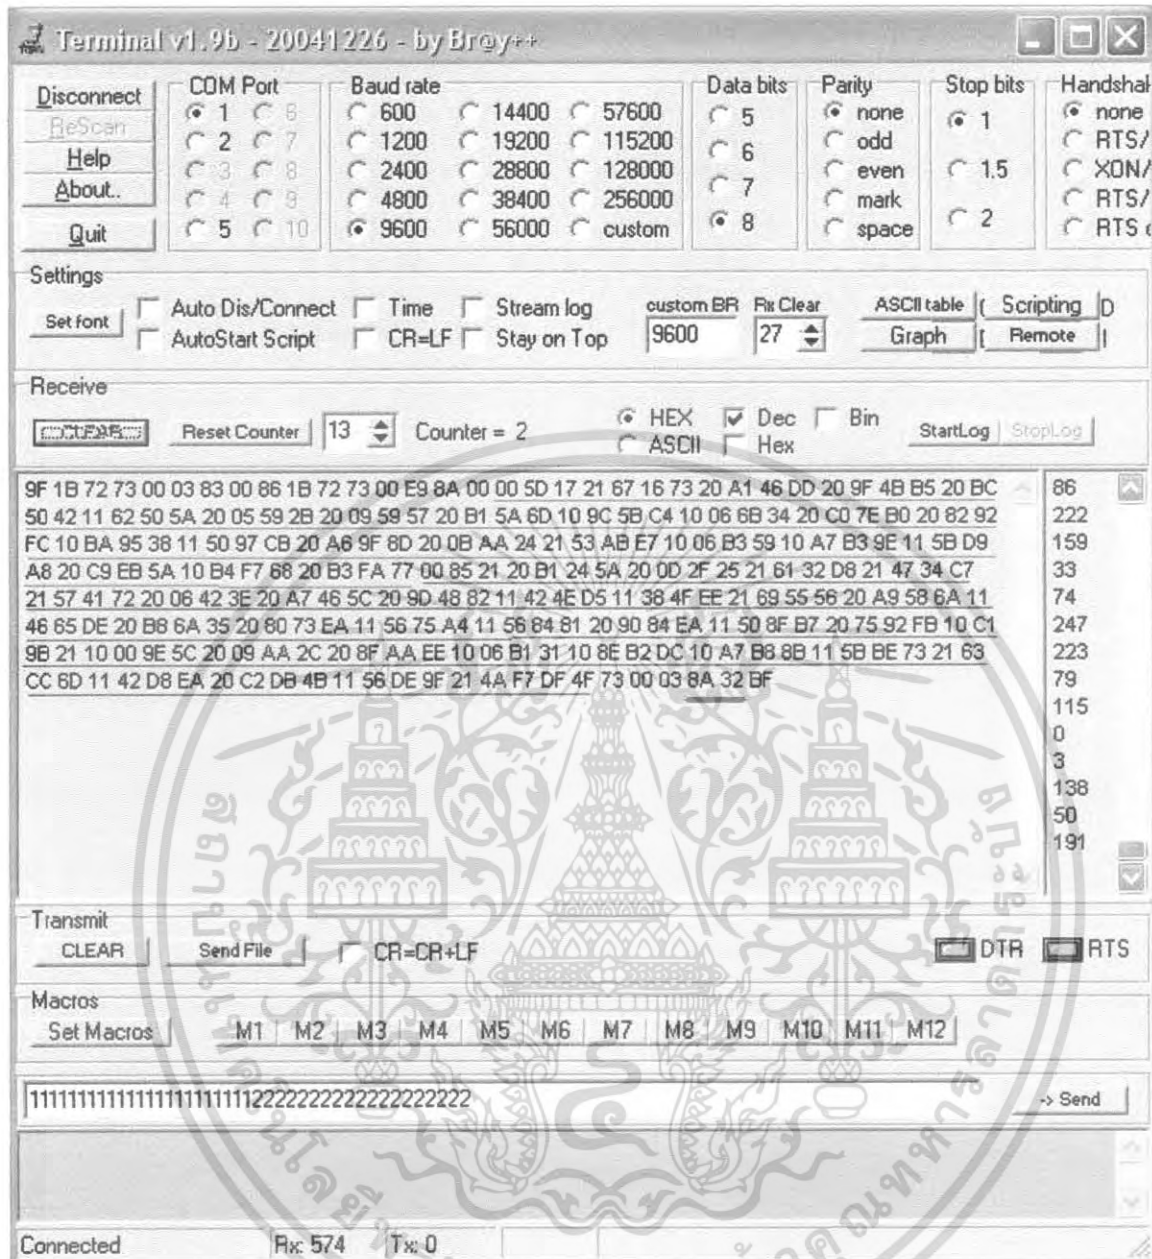 Terminal v1.9b - 20041226 - by Br@y++
Disconnect
ReScan
Help
About..
Quit
COM Port
1 6
2 7
3 8
4 9
5 10
Baud rate
600 14400 57600
1200 19200 115200
2400 28800 128000
4800 38400 256000
9600 56000 custom
Data bits
5
6
7
8
Parity
none
odd
even
mark
space
Stop bits
1
1.5
2
Handshak
none
RTS/
XON/
RTS/
RTS
Settings
Set font
Auto Dis/Connect Time Stream log
AutoStart Script CR=LF Stay on Top
custom BR Rx Clear
9600 27
ASCII table Scripting D
Graph Remote
Receive
CLEAR Reset Counter 13 Counter = 2
HEX Dec Bin
ASCII Hex
StartLog StopLog
9F 1B 72 73 00 03 83 00 86 1B 72 73 00 E9 8A 00 00 5D 17 21 67 16 73 20 A1 46 DD 20 9F 4B B5 20 BC
50 42 11 62 50 5A 20 05 59 2B 20 09 59 57 20 B1 5A 6D 10 9C 5B C4 10 06 6B 34 20 C0 7E B0 20 82 92
FC 10 BA 95 38 11 50 97 CB 20 A6 9F 8D 20 0B AA 24 21 53 AB E7 10 06 B3 59 10 A7 B3 9E 11 5B D9
A8 20 C9 EB 5A 10 B4 F7 68 20 B3 FA 77 00 85 21 20 B1 24 5A 20 0D 2F 25 21 61 32 D8 21 47 34 C7
21 57 41 72 20 06 42 3E 20 A7 46 5C 20 9D 48 82 11 42 4E D5 11 38 4F EE 21 69 55 56 20 A9 58 6A 11
46 65 DE 20 B8 6A 35 20 80 73 EA 11 56 75 A4 11 56 84 81 20 90 84 EA 11 50 8F B7 20 75 92 FB 10 C1
9B 21 10 00 9E 5C 20 09 AA 2C 20 8F AA EE 10 06 B1 31 10 8E B2 DC 10 A7 B8 8B 11 5B BE 73 21 63
CC 6D 11 42 D8 EA 20 C2 DB 4B 11 56 DE 9F 21 4A F7 DF 4F 73 00 03 8A 32 BF
86
222
159
33
74
247
223
79
115
0
3
138
50
191
Transmit
CLEAR Send File CR=CR+LF DTR RTS
Macros
Set Macros M1 M2 M3 M4 M5 M6 M7 M8 M9 M10 M11 M12
-> Send
Connected Rx: 574 Tx: 0